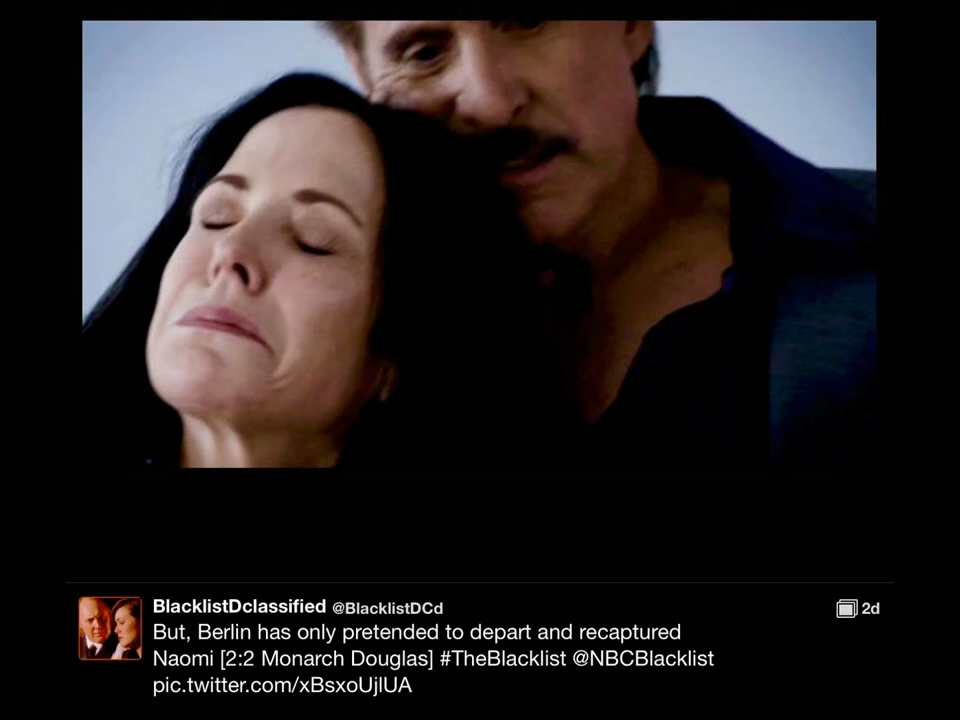 BlacklistDclassified @BlacklistDCd 2d
But, Berlin has only pretended to depart and recaptured
Naomi [2:2 Monarch Douglas] #TheBlacklist @NBCBlacklist
pic.twitter.com/xBsxoUjlUA